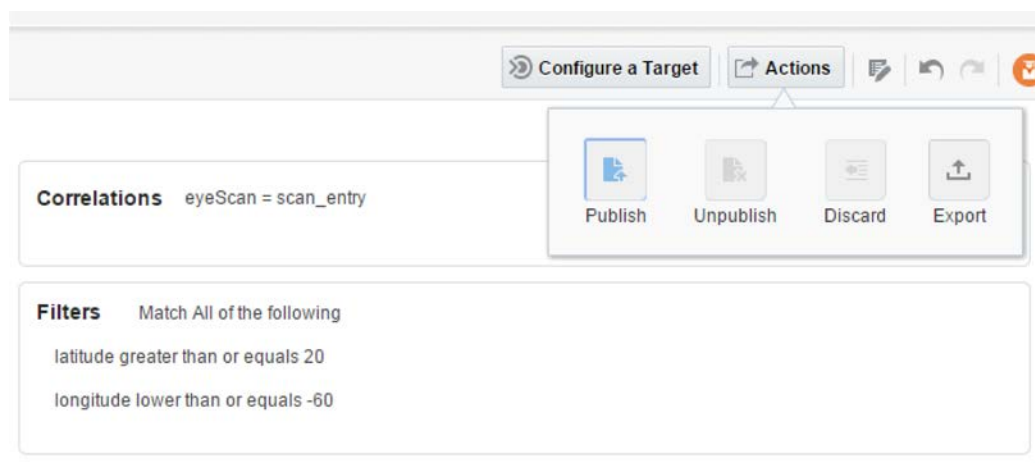 Configure a Target Actions
Publish Unpublish Discard Export
Correlations eyeScan = scan_entry
Filters Match All of the following
latitude greater than or equals 20
longitude lower than or equals -60